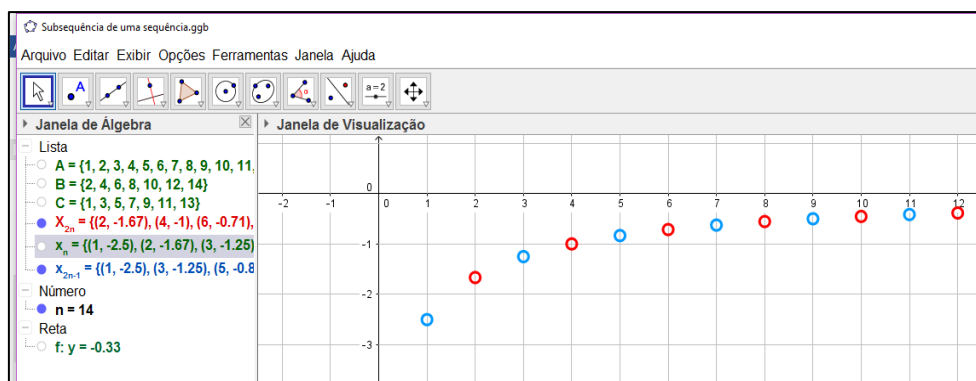 Subsequência de uma sequência.ggb
Arquivo Editar Exibir Opções Ferramentas Janela Ajuda
A
α
a=2
Janela de Álgebra
Janela de Visualização
Lista
A = {1, 2, 3, 4, 5, 6, 7, 8, 9, 10, 11,
B = {2, 4, 6, 8, 10, 12, 14}
C = {1, 3, 5, 7, 9, 11, 13}
X2n = {(2, -1.67), (4, -1), (6, -0.71),
xn = {(1, -2.5), (2, -1.67), (3, -1.25)
x2n-1 = {(1, -2.5), (3, -1.25), (5, -0.8
Número
n = 14
Reta
f: y = -0.33
0
-2 -1 0 1 2 3 4 5 6 7 8 9 10 11 12
-1
-2
-3